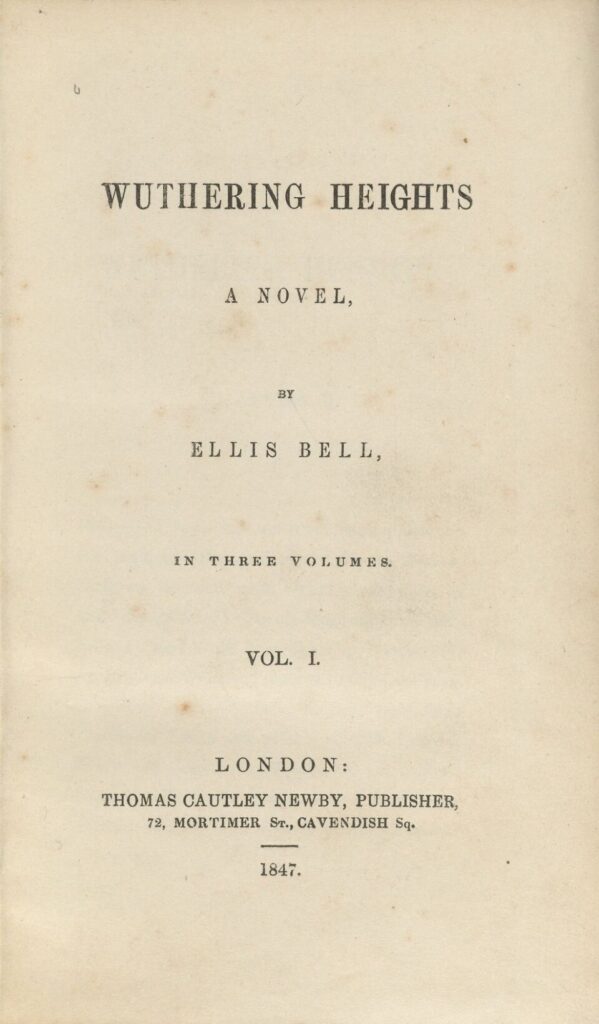 WUTHERING HEIGHTS
A NOVEL,
BY
ELLIS BELL,
IN THREE VOLUMES.
VOL. I.
LONDON:
THOMAS CAUTLEY NEWBY, PUBLISHER,
72, MORTIMER St., CAVENDISH Sq.
1847.